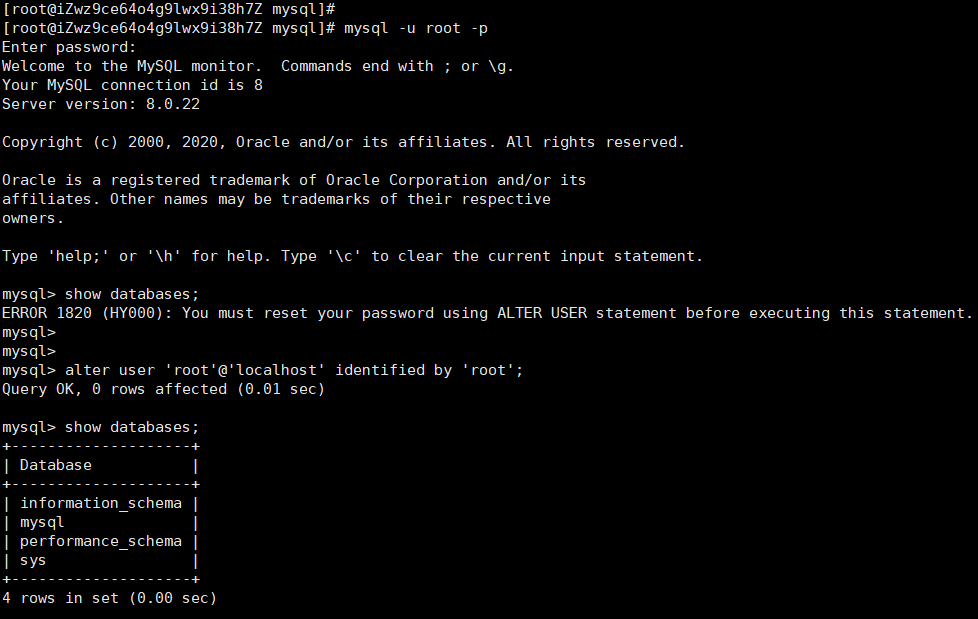 [root@iZwz9ce64o4g9lwx9i38h7Z mysql]#
[root@iZwz9ce64o4g9lwx9i38h7Z mysql]# mysql -u root -p
Enter password:
Welcome to the MySQL monitor.  Commands end with ; or \g.
Your MySQL connection id is 8
Server version: 8.0.22

Copyright (c) 2000, 2020, Oracle and/or its affiliates. All rights reserved.

Oracle is a registered trademark of Oracle Corporation and/or its
affiliates. Other names may be trademarks of their respective
owners.

Type 'help;' or '\h' for help. Type '\c' to clear the current input statement.

mysql> show databases;
ERROR 1820 (HY000): You must reset your password using ALTER USER statement before executing this statement.
mysql>
mysql>
mysql> alter user 'root'@'localhost' identified by 'root';
Query OK, 0 rows affected (0.01 sec)

mysql> show databases;
+--------------------+
| Database           |
+--------------------+
| information_schema |
| mysql              |
| performance_schema |
| sys                |
+--------------------+
4 rows in set (0.00 sec)